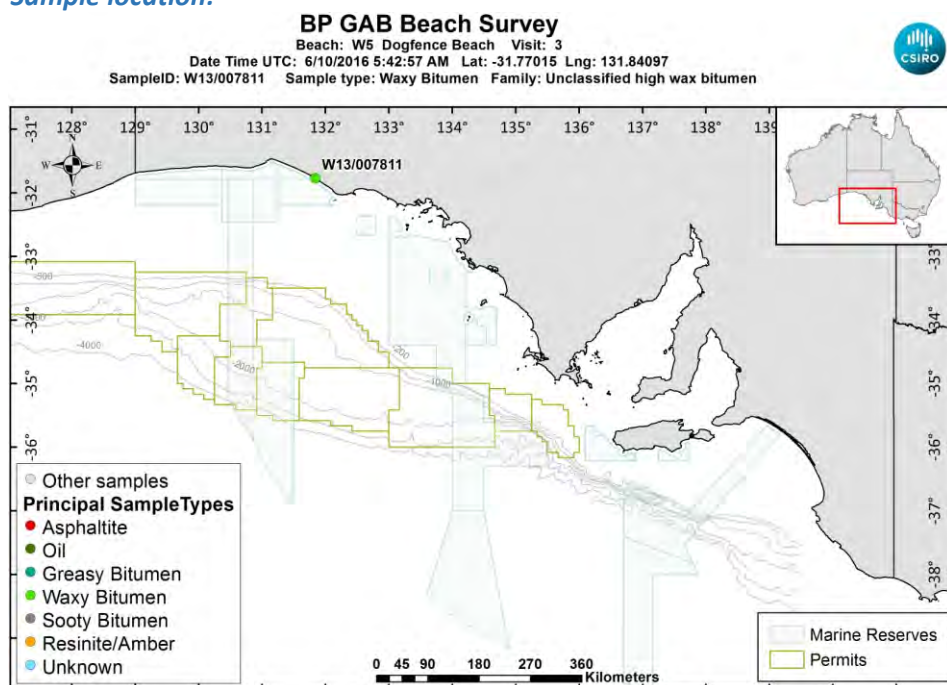 Sample location:
BP GAB Beach Survey
Beach: W5 Dogfence Beach Visit: 3
Date Time UTC: 6/10/2016 5:42:57 AM Lat: -31.77015 Lng: 131.84097
SampleID: W13/007811 Sample type: Waxy Bitumen Family: Unclassified high wax bitumen
CSIRO
128° 129° 130° 131° 132° 133° 134° 135° 136° 137° 138° 139
-31°
N
W E
S
W13/007811
-32° -32°
-33° -33°
-34° -34°
-35° -35°
-36° -36°
-37° -37°
-38°
-200
-1000
-2000
-4000
Other samples
Principal SampleTypes
Asphaltite
Oil
Greasy Bitumen
Waxy Bitumen
Sooty Bitumen
Resinite/Amber
Unknown
0 45 90 180 270 360
Kilometers
Marine Reserves
Permits